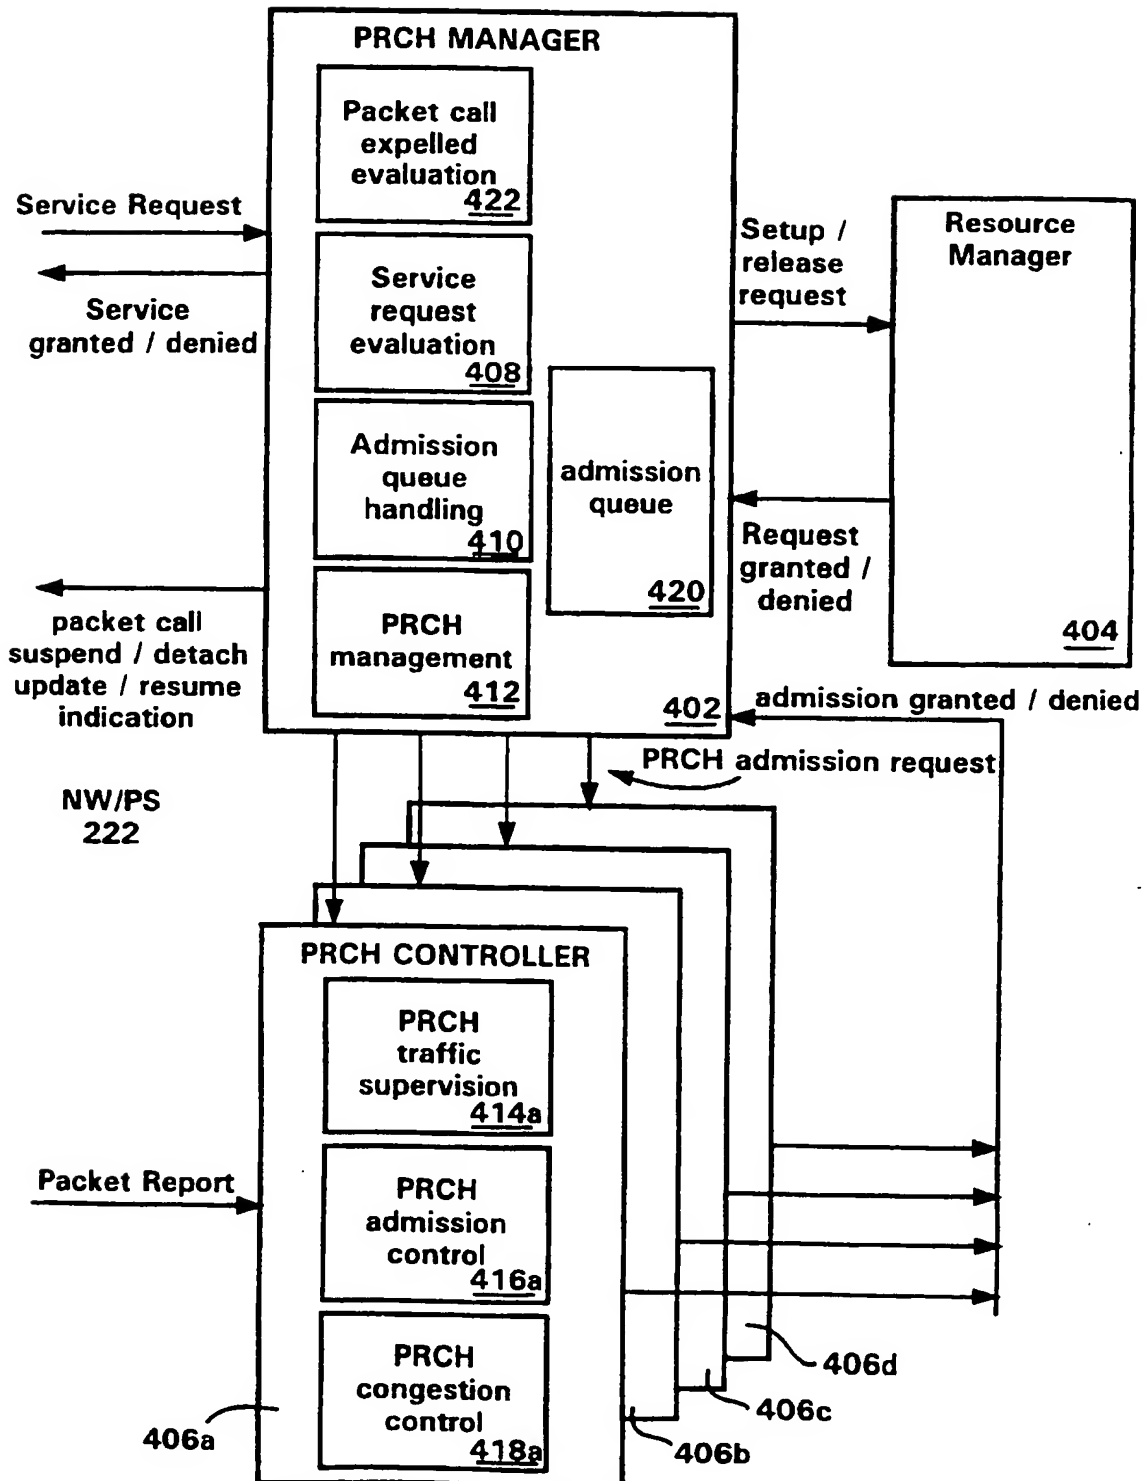 PRCH MANAGER
Packet call
expelled
evaluation
422
Service Request
Service
granted / denied
Service
request
evaluation
408
Setup /
release
request
Resource
Manager
Admission
queue
handling
410
admission
queue
420
Request
granted /
denied
404
packet call
suspend / detach
update / resume
indication
PRCH
management
412
402
admission granted / denied
PRCH admission request
NW/PS
222
PRCH CONTROLLER
PRCH
traffic
supervision
414a
Packet Report
PRCH
admission
control
416a
PRCH
congestion
control
418a
406a
406b
406c
406d